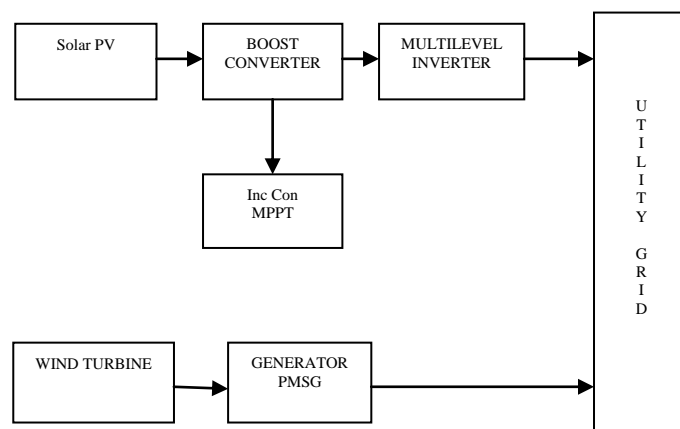 Solar PV
BOOST
CONVERTER
MULTILEVEL
INVERTER
Inc Con
MPPT
WIND TURBINE
GENERATOR
PMSG
U
T
I
L
I
T
Y
G
R
I
D